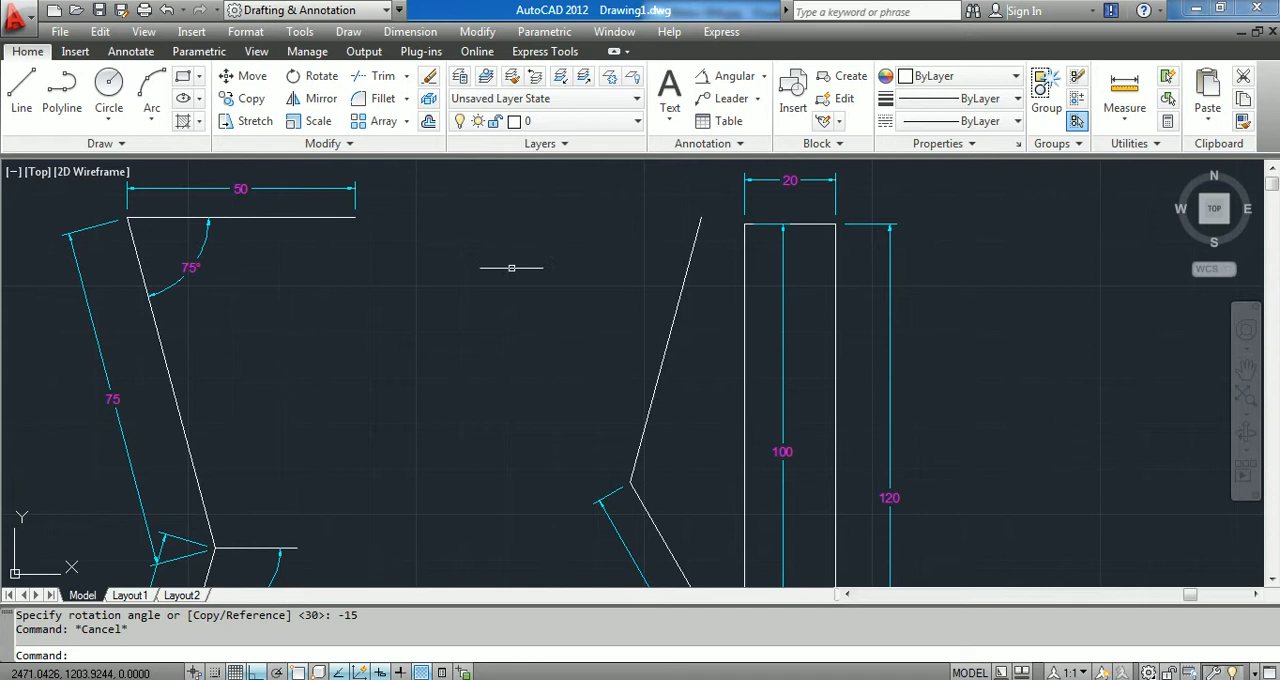 Drafting & Annotation
AutoCAD 2012 Drawing1.dwg
Type a keyword or phrase
Sign In
File Edit View Insert Format Tools Draw Dimension Modify Parametric Window Help Express
Home Insert Annotation Parametric View Manage Output Plug-ins Online Express Tools
Line Polyline Circle Arc
Move Rotate Trim
Copy Mirror Fillet
Stretch Scale Array
Unsaved Layer State
0
Text
Angular
Leader
Table
Insert
Create
Edit
ByLayer
ByLayer
ByLayer
Group
Measure
Paste
Draw Modify Layers Annotation Block Properties Groups Utilities Clipboard
[−] [Top] [2D Wireframe]
50
20
75°
75
100
120
N
W TOP E
S
WCS
Y
X
Model Layout1 Layout2
Specify rotation angle or [Copy/Reference] <30>: -15
Command: *Cancel*
Command:
2471.0426, 1203.9244, 0.0000
MODEL
1:1